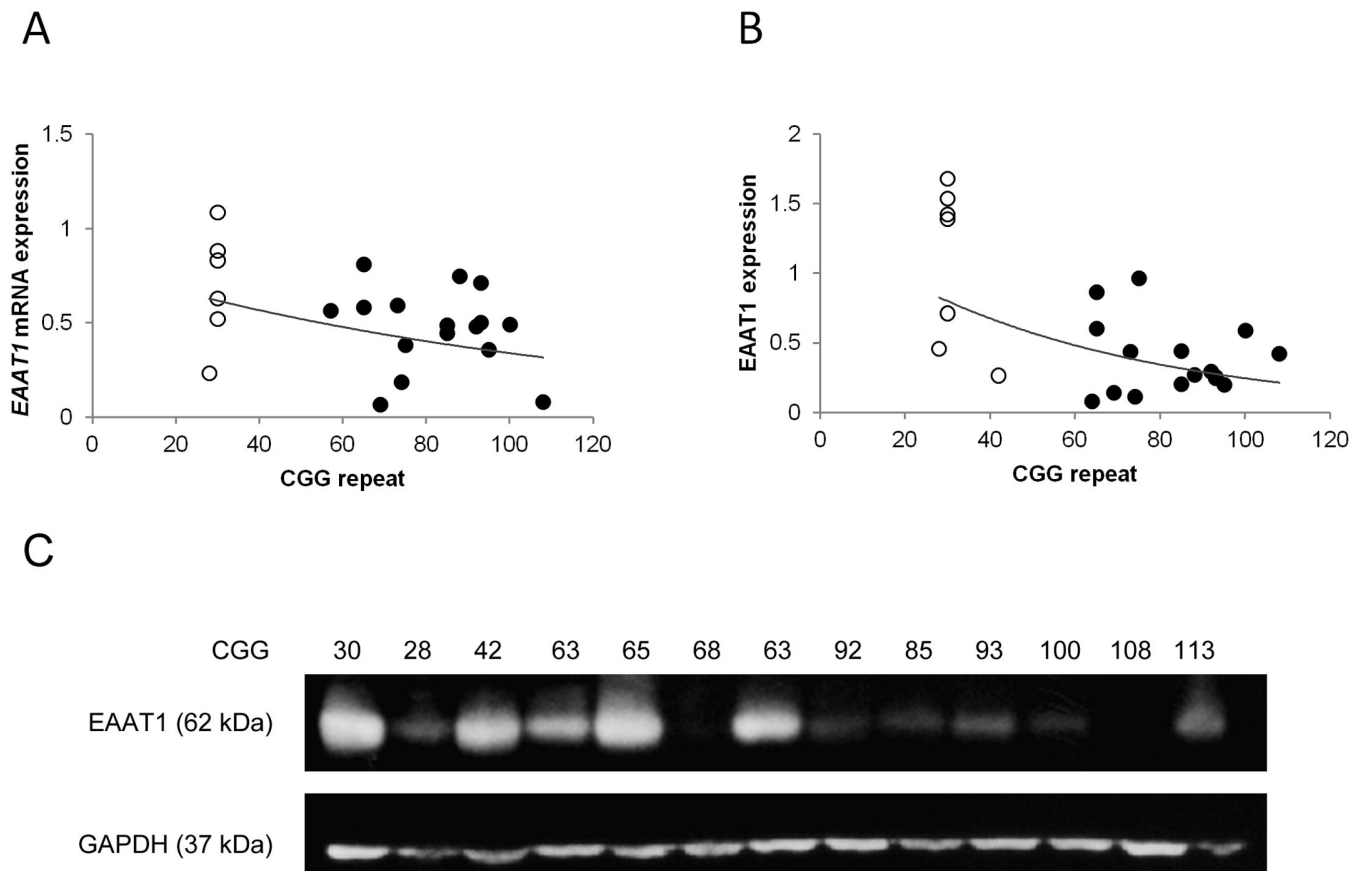 A
B
EAAT1 mRNA expression
1.5
1
0.5
0
0 20 40 60 80 100 120
CGG repeat
EAAT1 expression
2
1.5
1
0.5
0
0 20 40 60 80 100 120
CGG repeat
C
CGG 30 28 42 63 65 68 63 92 85 93 100 108 113
EAAT1 (62 kDa)
GAPDH (37 kDa)